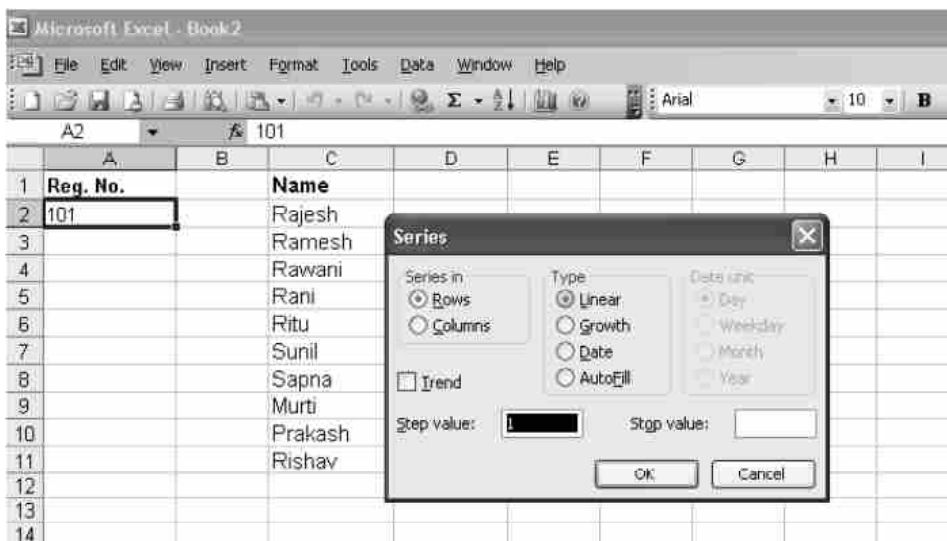 Microsoft Excel - Book2
File Edit View Insert Format Tools Data Window Help
Σ Arial 10 B
A2 fx 101
A B C D E F G H I
1 Reg. No. Name
2 101 Rajesh
3 Ramesh
4 Rawani
5 Rani
6 Ritu
7 Sunil
8 Sapna
9 Murti
10 Prakash
11 Rishav
12
13
14
Series
Series in Type Date unit
Rows Linear Day
Columns Growth Weekday
Date Month
Trend AutoFill Year
Step value: 1 Stop value:
OK Cancel